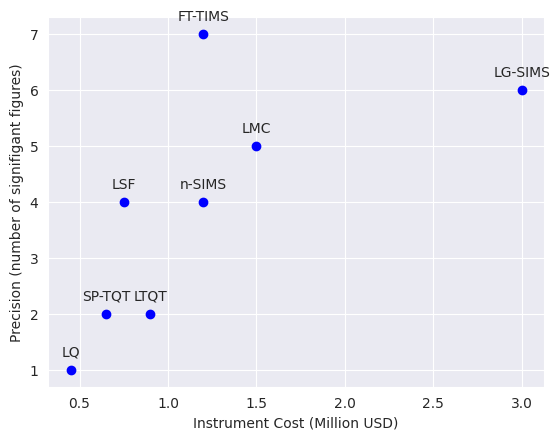 FT-TIMS
LG-SIMS
LMC
LSF
n-SIMS
SP-TQT
LTQT
LQ
7
6
5
4
3
2
1
Precision (number of signifigant figures)
0.5
1.0
1.5
2.0
2.5
3.0
Instrument Cost (Million USD)